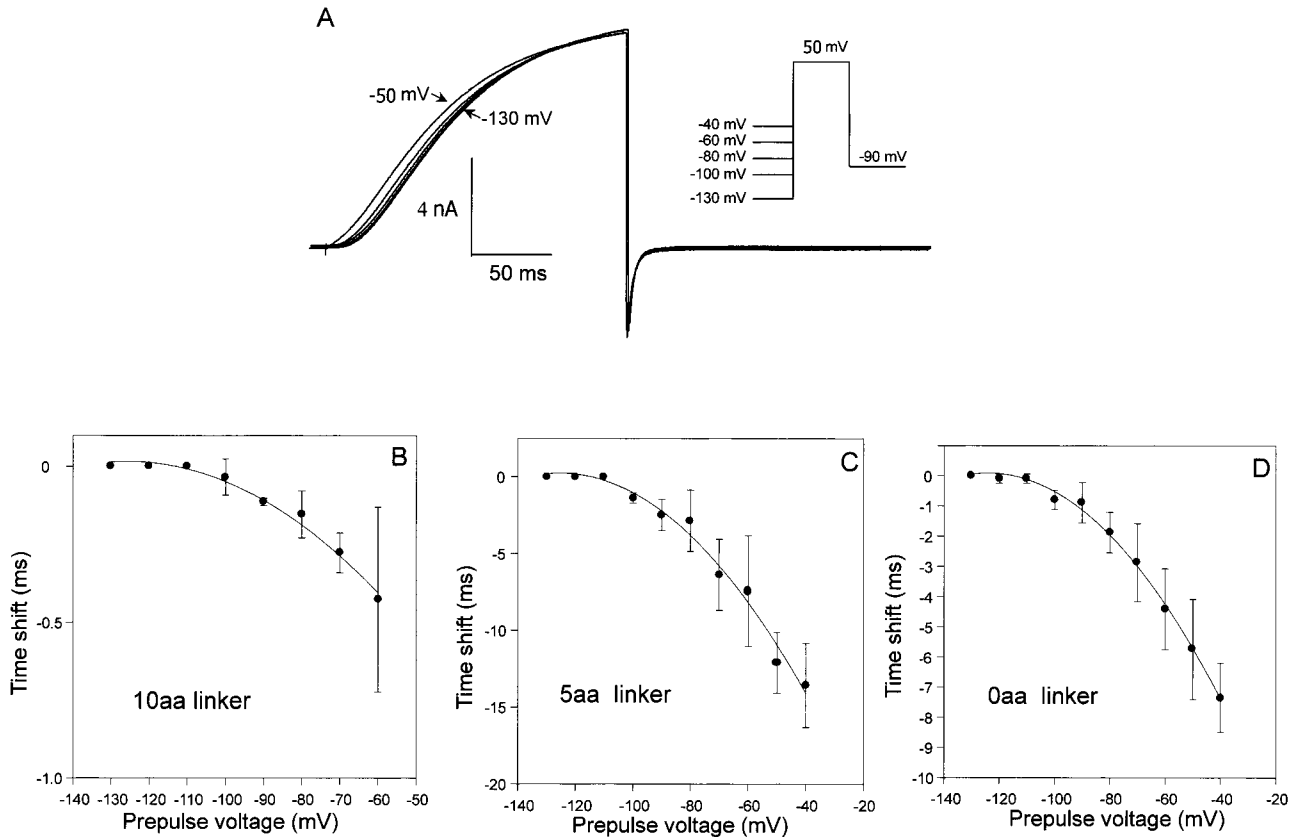 A
-50 mV
-130 mV
4 nA
50 ms
50 mV
-40 mV
-60 mV
-80 mV
-100 mV
-130 mV
-90 mV
B
0
-0.5
-1.0
Time shift (ms)
10aa linker
-140 -130 -120 -110 -100 -90 -80 -70 -60 -50
Prepulse voltage (mV)
C
0
-5
-10
-15
-20
Time shift (ms)
5aa linker
-140 -120 -100 -80 -60 -40 -20
Prepulse voltage (mV)
D
0
-1
-2
-3
-4
-5
-6
-7
-8
-9
-10
Time shift (ms)
0aa linker
-140 -120 -100 -80 -60 -40 -20
Prepulse voltage (mV)